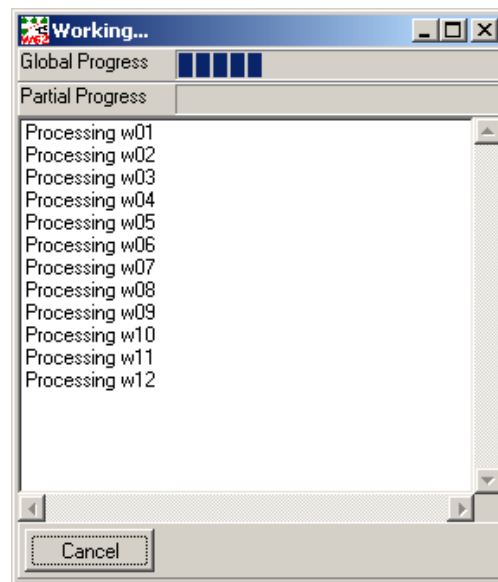 Working...
Global Progress
Partial Progress
Processing w01
Processing w02
Processing w03
Processing w04
Processing w05
Processing w06
Processing w07
Processing w08
Processing w09
Processing w10
Processing w11
Processing w12
Cancel